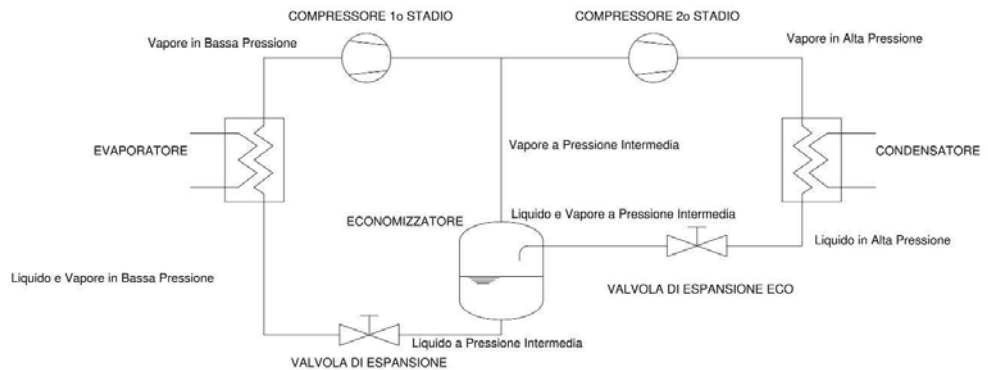 COMPRESSORE 1o STADIO
COMPRESSORE 2o STADIO
Vapore in Bassa Pressione
Vapore in Alta Pressione
EVAPORATORE
Vapore a Pressione Intermedia
CONDENSATORE
ECONOMIZZATORE
Liquido e Vapore a Pressione Intermedia
Liquido in Alta Pressione
Liquido e Vapore in Bassa Pressione
VALVOLA DI ESPANSIONE ECO
Liquido a Pressione Intermedia
VALVOLA DI ESPANSIONE